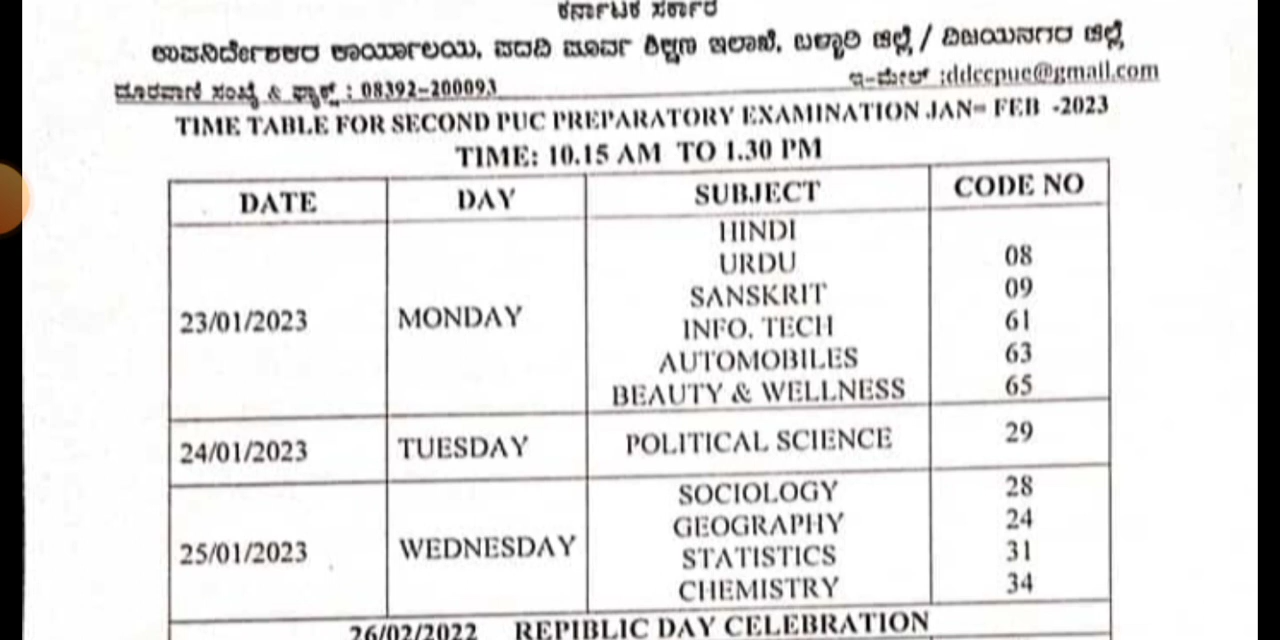 ಕರ್ನಾಟಕ ಸರ್ಕಾರ
ಉಪನಿರ್ದೇಶಕರ ಕಾರ್ಯಾಲಯ, ಪದವಿ ಪೂರ್ವ ಶಿಕ್ಷಣ ಇಲಾಖೆ, ಬಳ್ಳಾರಿ ಜಿಲ್ಲೆ / ವಿಜಯನಗರ ಜಿಲ್ಲೆ
ದೂರವಾಣಿ ಸಂಖ್ಯೆ & ಫ್ಯಾಕ್ಸ್ : 08392-200093 ಇ-ಮೇಲ್ :ddccpuc@gmail.com
TIME TABLE FOR SECOND PUC PREPARATORY EXAMINATION JAN= FEB -2023
TIME: 10.15 AM TO 1.30 PM
DATE DAY SUBJECT CODE NO
HINDI
URDU 08
SANSKRIT 09
23/01/2023 MONDAY INFO. TECH 61
AUTOMOBILES 63
BEAUTY & WELLNESS 65
24/01/2023 TUESDAY POLITICAL SCIENCE 29
SOCIOLOGY 28
GEOGRAPHY 24
25/01/2023 WEDNESDAY STATISTICS 31
CHEMISTRY 34
26/02/2022 REPIBLIC DAY CELEBRATION